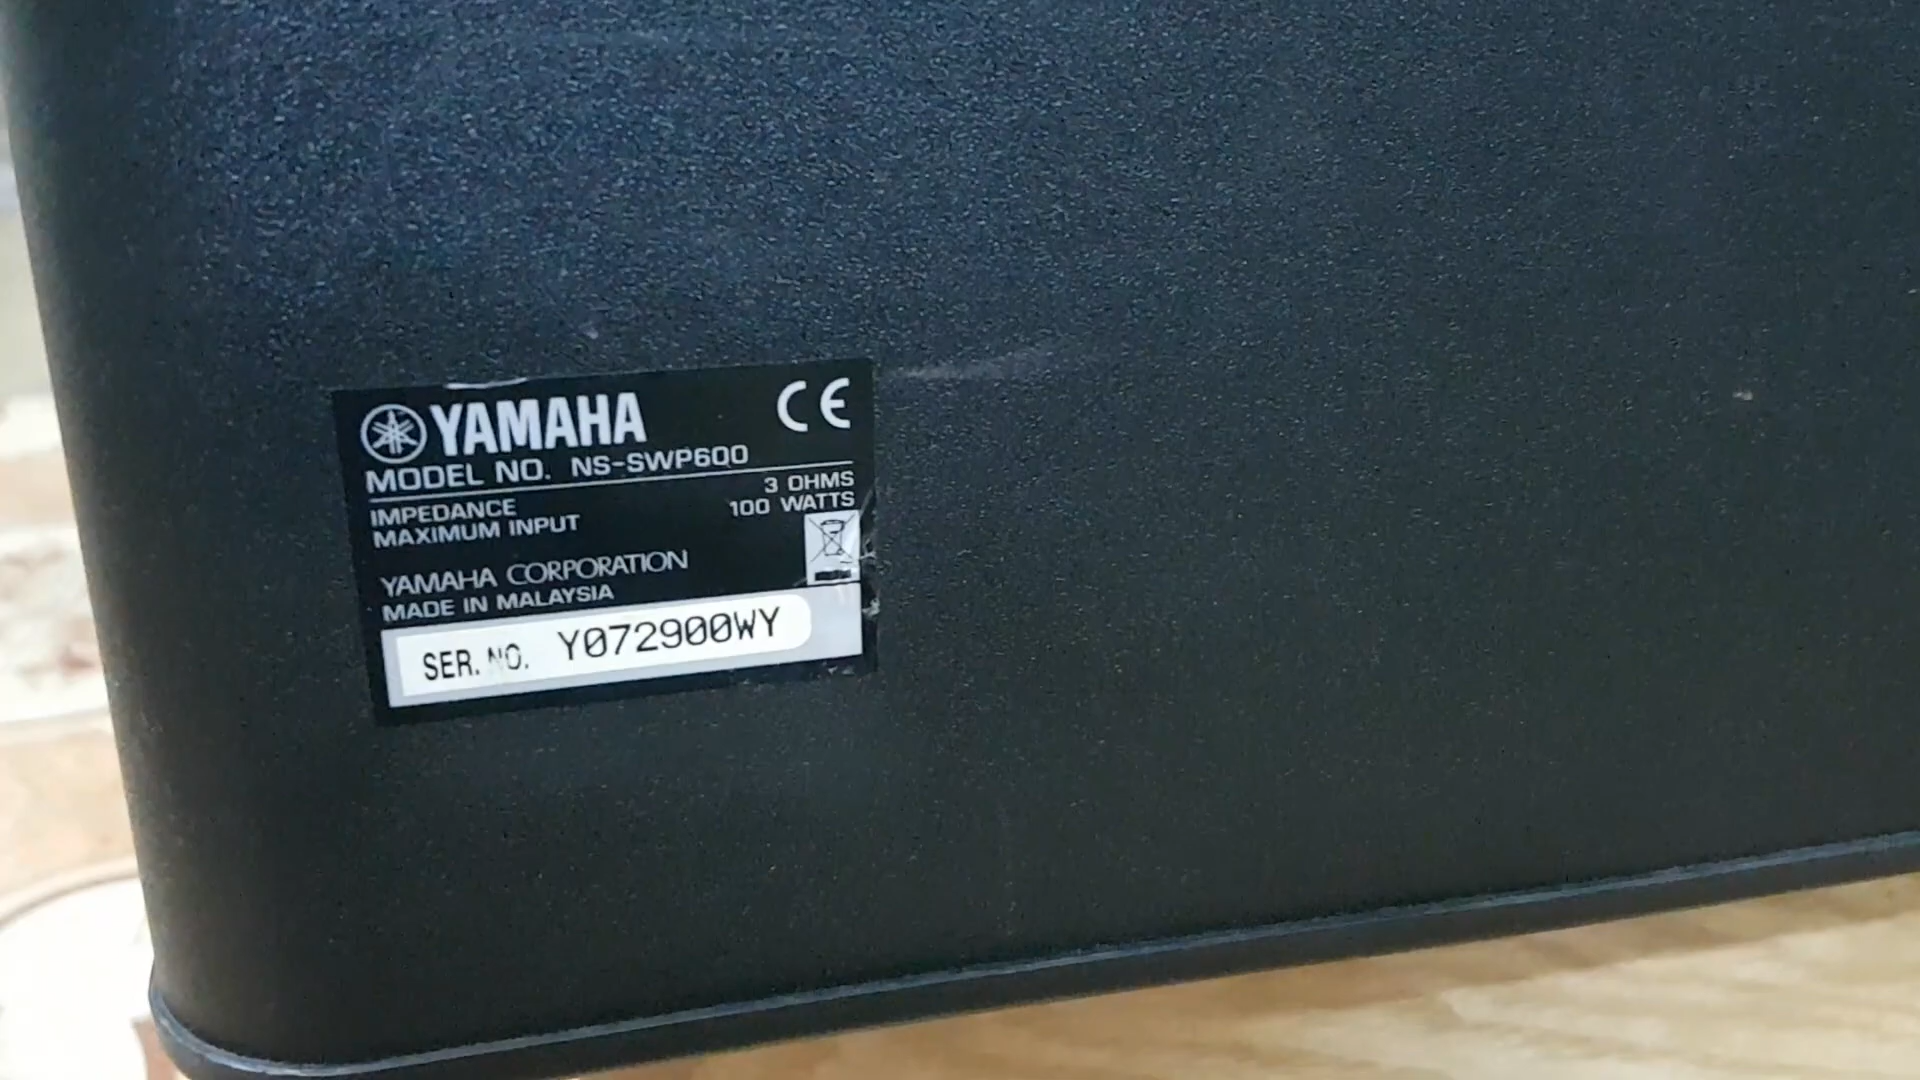 YAMAHA CE
MODEL NO. NS-SWP600
IMPEDANCE 3 OHMS
MAXIMUM INPUT 100 WATTS
YAMAHA CORPORATION
MADE IN MALAYSIA
SER. NO. Y072900WY